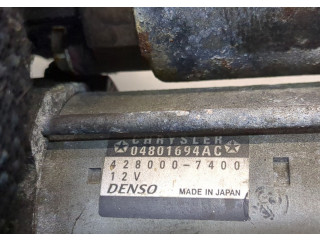 CHRYSLER
04801694AC
428000-7400
12V
DENSO MADE IN JAPAN